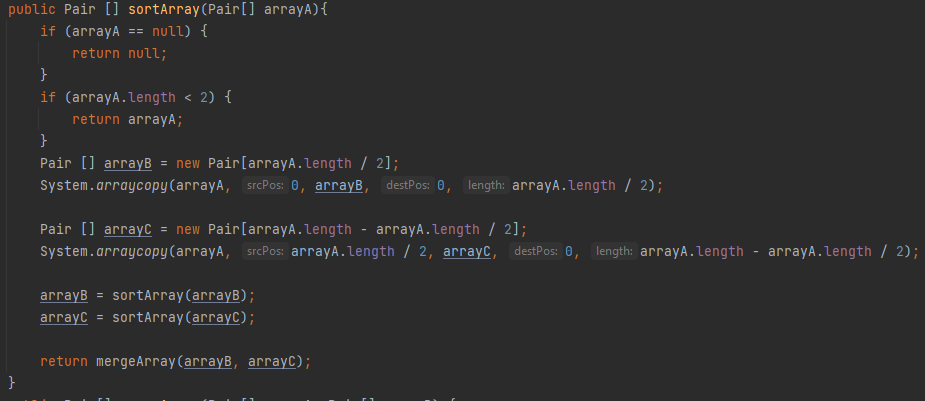 public Pair [] sortArray(Pair[] arrayA){
if (arrayA == null) {
return null;
}
if (arrayA.length < 2) {
return arrayA;
}
Pair [] arrayB = new Pair[arrayA.length / 2];
System.arraycopy(arrayA, srcPos: 0, arrayB, destPos: 0, length: arrayA.length / 2);
Pair [] arrayC = new Pair[arrayA.length - arrayA.length / 2];
System.arraycopy(arrayA, srcPos: arrayA.length / 2, arrayC, destPos: 0, length: arrayA.length - arrayA.length / 2);
arrayB = sortArray(arrayB);
arrayC = sortArray(arrayC);
return mergeArray(arrayB, arrayC);
}